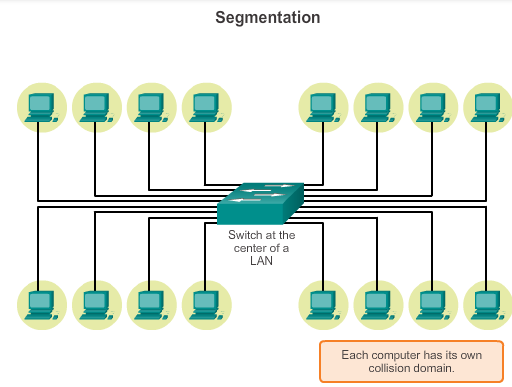 Segmentation
Switch at the
center of a
LAN
Each computer has its own
collision domain.